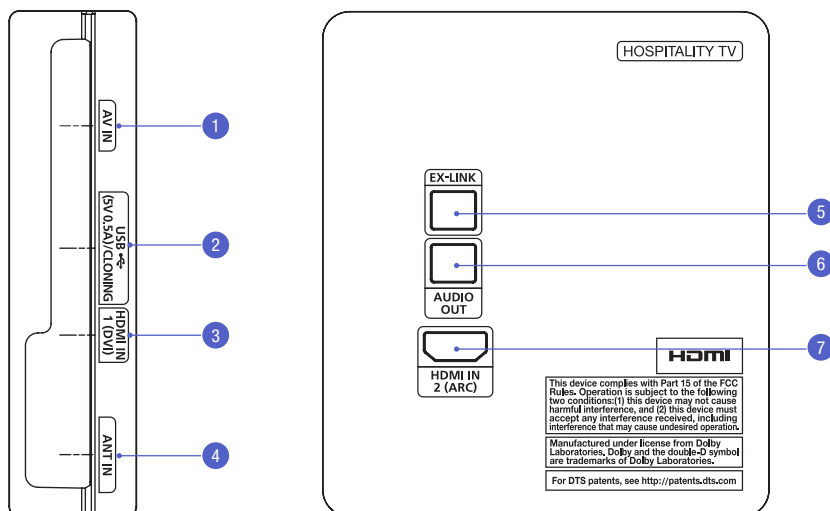 AV IN
1
USB
(5V 0.5A)/CLONING
2
HDMI IN
1 (DVI)
3
ANT IN
4
HOSPITALITY TV
EX-LINK
5
6
AUDIO
OUT
7
HDMI IN
2 (ARC)
HDMI
This device complies with Part 15 of the FCC
Rules. Operation is subject to the following
two conditions:(1) this device may not cause
harmful interference, and (2) this device must
accept any interference received, including
interference that may cause undesired operation.
Manufactured under license from Dolby
Laboratories. Dolby and the double-D symbol
are trademarks of Dolby Laboratories.
For DTS patents, see http://patents.dts.com